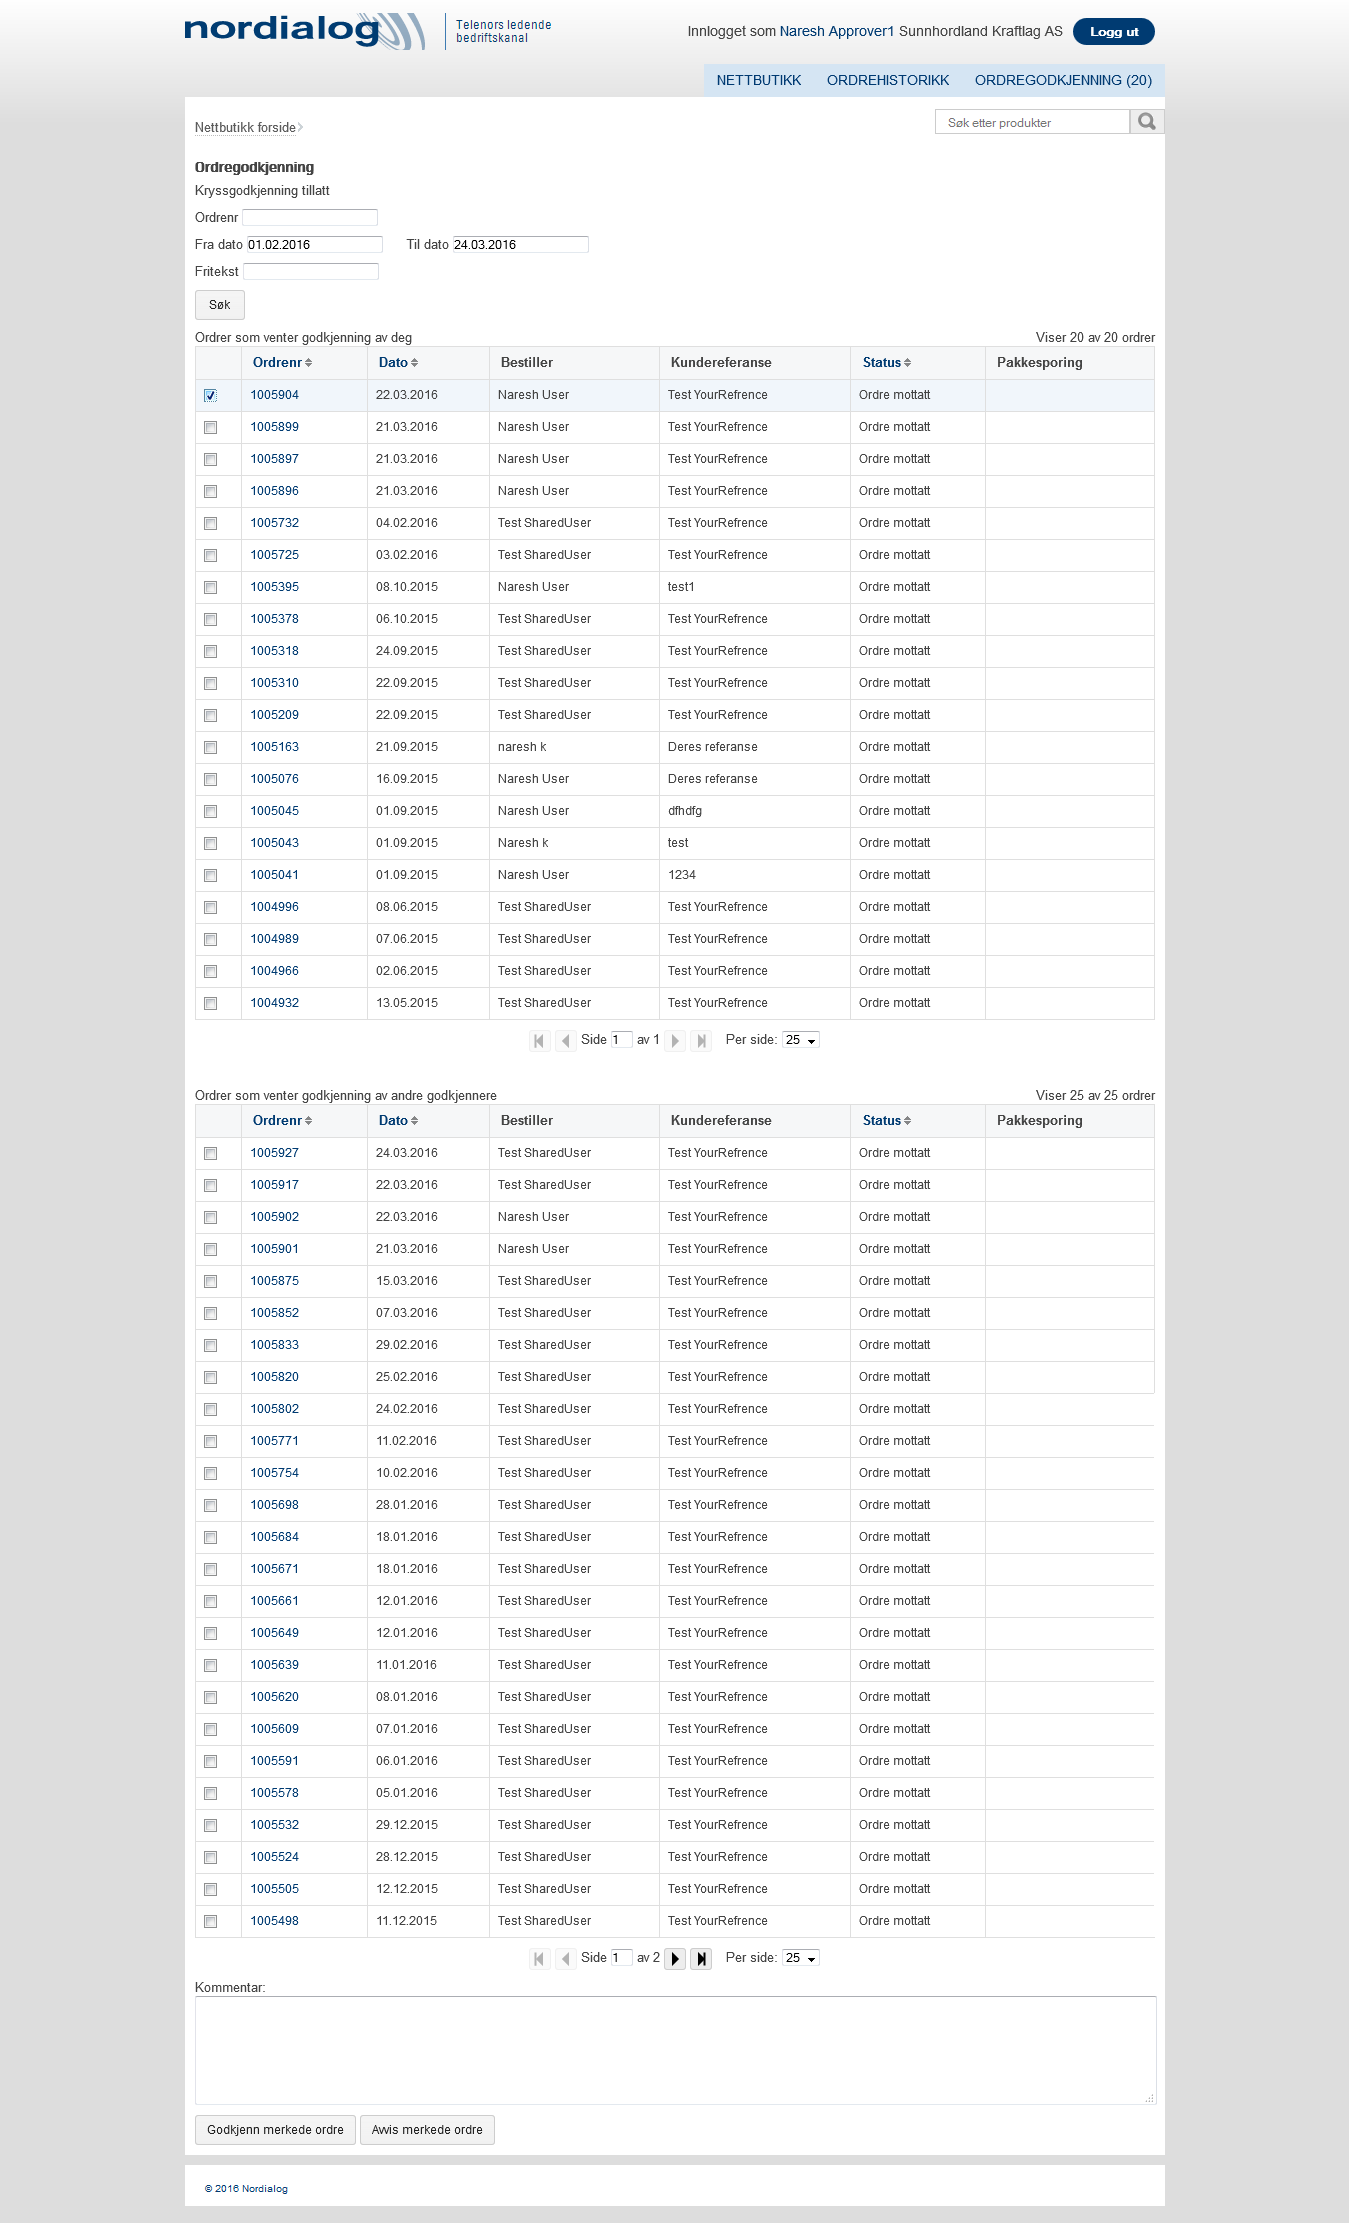 nordialog
Telenors ledende
bedriftskanal
Innlogget som Naresh Approver1 Sunnhordland Kraftlag AS Logg ut
NETTBUTIKK ORDREHISTORIKK ORDREGODKJENNING (20)
Nettbutikk forside
Søk etter produkter
Ordregodkjenning
Kryssgodkjenning tillatt
Ordrenr
Fra dato 01.02.2016 Til dato 24.03.2016
Fritekst
Søk
Ordrer som venter godkjenning av deg Viser 20 av 20 ordrer
Ordrenr Dato Bestiller Kundereferanse Status Pakkesporing
1005904 22.03.2016 Naresh User Test YourRefrence Ordre mottatt
1005899 21.03.2016 Naresh User Test YourRefrence Ordre mottatt
1005897 21.03.2016 Naresh User Test YourRefrence Ordre mottatt
1005896 21.03.2016 Naresh User Test YourRefrence Ordre mottatt
1005732 04.02.2016 Test SharedUser Test YourRefrence Ordre mottatt
1005725 03.02.2016 Test SharedUser Test YourRefrence Ordre mottatt
1005395 08.10.2015 Naresh User test1 Ordre mottatt
1005378 06.10.2015 Test SharedUser Test YourRefrence Ordre mottatt
1005318 24.09.2015 Test SharedUser Test YourRefrence Ordre mottatt
1005310 22.09.2015 Test SharedUser Test YourRefrence Ordre mottatt
1005209 22.09.2015 Test SharedUser Test YourRefrence Ordre mottatt
1005163 21.09.2015 naresh k Deres referanse Ordre mottatt
1005076 16.09.2015 Naresh User Deres referanse Ordre mottatt
1005045 01.09.2015 Naresh User dfhdfg Ordre mottatt
1005043 01.09.2015 Naresh k test Ordre mottatt
1005041 01.09.2015 Naresh User 1234 Ordre mottatt
1004996 08.06.2015 Test SharedUser Test YourRefrence Ordre mottatt
1004989 07.06.2015 Test SharedUser Test YourRefrence Ordre mottatt
1004966 02.06.2015 Test SharedUser Test YourRefrence Ordre mottatt
1004932 13.05.2015 Test SharedUser Test YourRefrence Ordre mottatt
Side 1 av 1 Per side: 25
Ordrer som venter godkjenning av andre godkjennere Viser 25 av 25 ordrer
Ordrenr Dato Bestiller Kundereferanse Status Pakkesporing
1005927 24.03.2016 Test SharedUser Test YourRefrence Ordre mottatt
1005917 22.03.2016 Test SharedUser Test YourRefrence Ordre mottatt
1005902 22.03.2016 Naresh User Test YourRefrence Ordre mottatt
1005901 21.03.2016 Naresh User Test YourRefrence Ordre mottatt
1005875 15.03.2016 Test SharedUser Test YourRefrence Ordre mottatt
1005852 07.03.2016 Test SharedUser Test YourRefrence Ordre mottatt
1005833 29.02.2016 Test SharedUser Test YourRefrence Ordre mottatt
1005820 25.02.2016 Test SharedUser Test YourRefrence Ordre mottatt
1005802 24.02.2016 Test SharedUser Test YourRefrence Ordre mottatt
1005771 11.02.2016 Test SharedUser Test YourRefrence Ordre mottatt
1005754 10.02.2016 Test SharedUser Test YourRefrence Ordre mottatt
1005698 28.01.2016 Test SharedUser Test YourRefrence Ordre mottatt
1005684 18.01.2016 Test SharedUser Test YourRefrence Ordre mottatt
1005671 18.01.2016 Test SharedUser Test YourRefrence Ordre mottatt
1005661 12.01.2016 Test SharedUser Test YourRefrence Ordre mottatt
1005649 12.01.2016 Test SharedUser Test YourRefrence Ordre mottatt
1005639 11.01.2016 Test SharedUser Test YourRefrence Ordre mottatt
1005620 08.01.2016 Test SharedUser Test YourRefrence Ordre mottatt
1005609 07.01.2016 Test SharedUser Test YourRefrence Ordre mottatt
1005591 06.01.2016 Test SharedUser Test YourRefrence Ordre mottatt
1005578 05.01.2016 Test SharedUser Test YourRefrence Ordre mottatt
1005532 29.12.2015 Test SharedUser Test YourRefrence Ordre mottatt
1005524 28.12.2015 Test SharedUser Test YourRefrence Ordre mottatt
1005505 12.12.2015 Test SharedUser Test YourRefrence Ordre mottatt
1005498 11.12.2015 Test SharedUser Test YourRefrence Ordre mottatt
Side 1 av 2 Per side: 25
Kommentar:
Godkjenn merkede ordre Avvis merkede ordre
© 2016 Nordialog